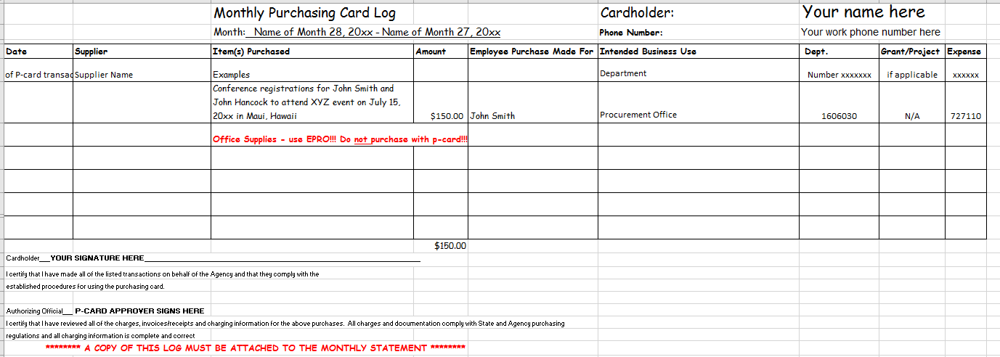 Monthly Purchasing Card Log Cardholder: Your name here
Month: Name of Month 28, 20xx - Name of Month 27, 20xx Phone Number: Your work phone number here
Date Supplier Item(s) Purchased Amount Employee Purchase Made For Intended Business Use Dept. Grant/Project Expense
of P-card transac Supplier Name Examples Department Number xxxxxxx if applicable xxxxxx
Conference registrations for John Smith and
John Hancock to attend XYZ event on July 15,
20xx in Maui, Hawaii $150.00 John Smith Procurement Office 1606030 N/A 727110
Office Supplies - use EPRO!!! Do not purchase with p-card!!!
$150.00
Cardholder___YOUR SIGNATURE HERE___
I certify that I have made all of the listed transactions on behalf of the Agency and that they comply with the
established procedures for using the purchasing card.
Authorizing Official___P-CARD APPROVER SIGNS HERE
I certify that I have reviewed all of the charges, invoices/receipts and charging information for the above purchases. All charges and documentation comply with State and Agency purchasing
regulations and all charging information is complete and correct
******** A COPY OF THIS LOG MUST BE ATTACHED TO THE MONTHLY STATEMENT ********